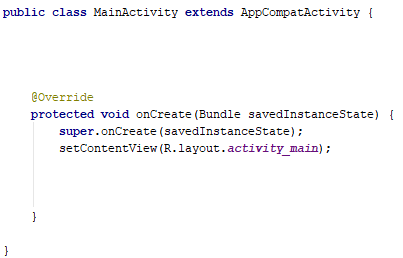 public class MainActivity extends AppCompatActivity {
@Override
protected void onCreate(Bundle savedInstanceState) {
super.onCreate(savedInstanceState);
setContentView(R.layout.activity_main);
}
}